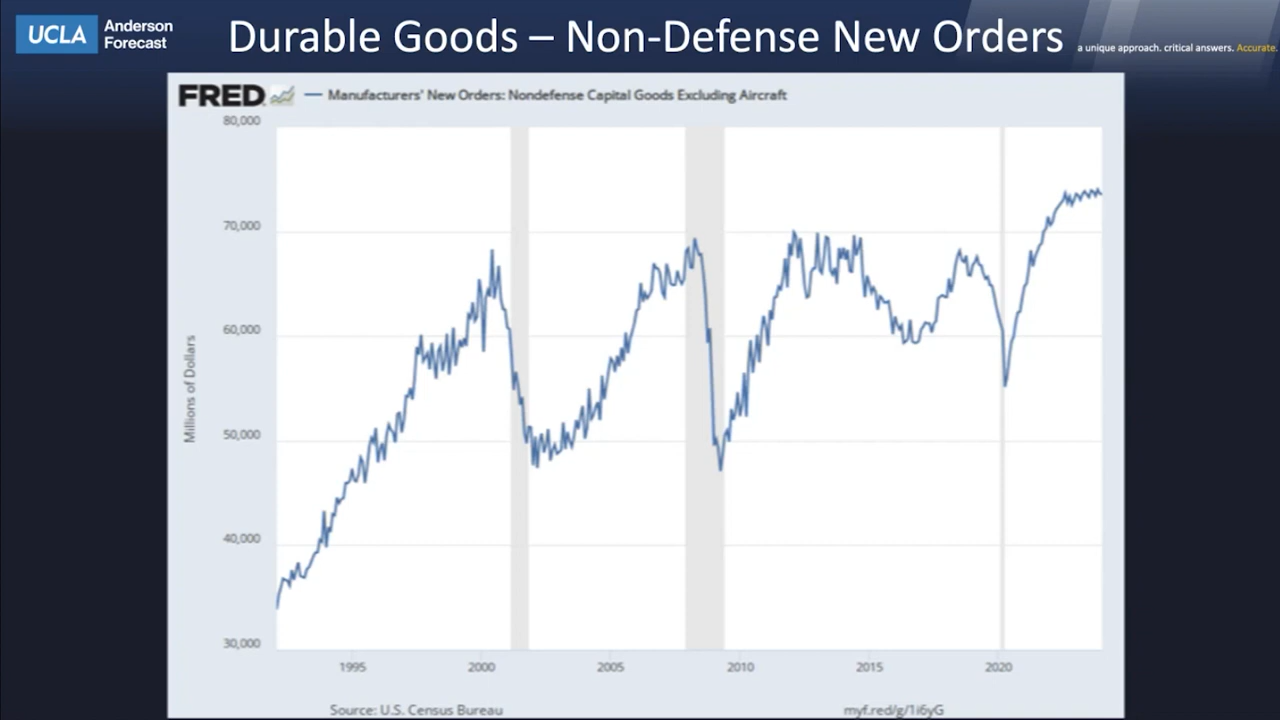 UCLA Anderson Forecast
Durable Goods – Non-Defense New Orders
a unique approach. critical answers. Accurate.
FRED
Manufacturers' New Orders: Nondefense Capital Goods Excluding Aircraft
80,000
70,000
60,000
50,000
40,000
30,000
Millions of Dollars
1995 2000 2005 2010 2015 2020
Source: U.S. Census Bureau
myf.red/g/1i6yG